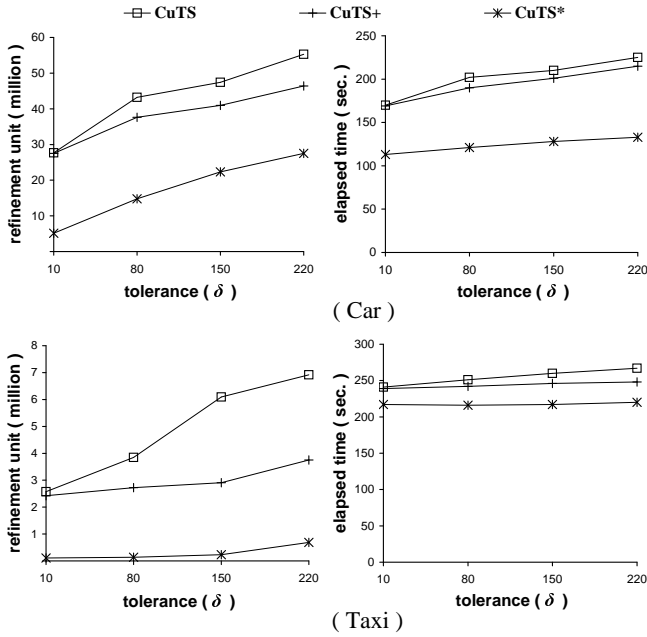 CuTS CuTS+ CuTS*
refinement unit ( million )
60
50
40
30
20
10
10 80 150 220
tolerance ( δ )
elapsed time ( sec. )
250
200
150
100
50
0
10 80 150 220
tolerance ( δ )
( Car )
refinement unit ( million )
8
7
6
5
4
3
2
1
10 80 150 220
tolerance ( δ )
elapsed time ( sec. )
300
250
200
150
100
50
0
10 80 150 220
tolerance ( δ )
( Taxi )